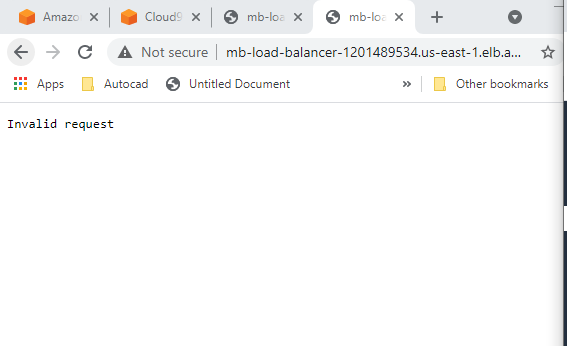 Amazo
Cloud9
mb-loa
mb-loa
Not secure
mb-load-balancer-1201489534.us-east-1.elb.a...
Apps
Autocad
Untitled Document
»
Other bookmarks
Invalid request